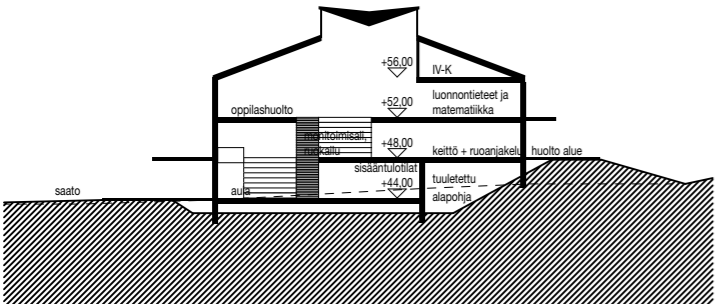 +56,00
IV-K
luonnontieteet ja
matematiikka
+52,00
oppilashuolto
monitoimisali,
ruokailu
+48,00
keittö + ruoanjakelu
huolto alue
sisääntulotilat
tuuletettu
alapohja
+44,00
saato
aula